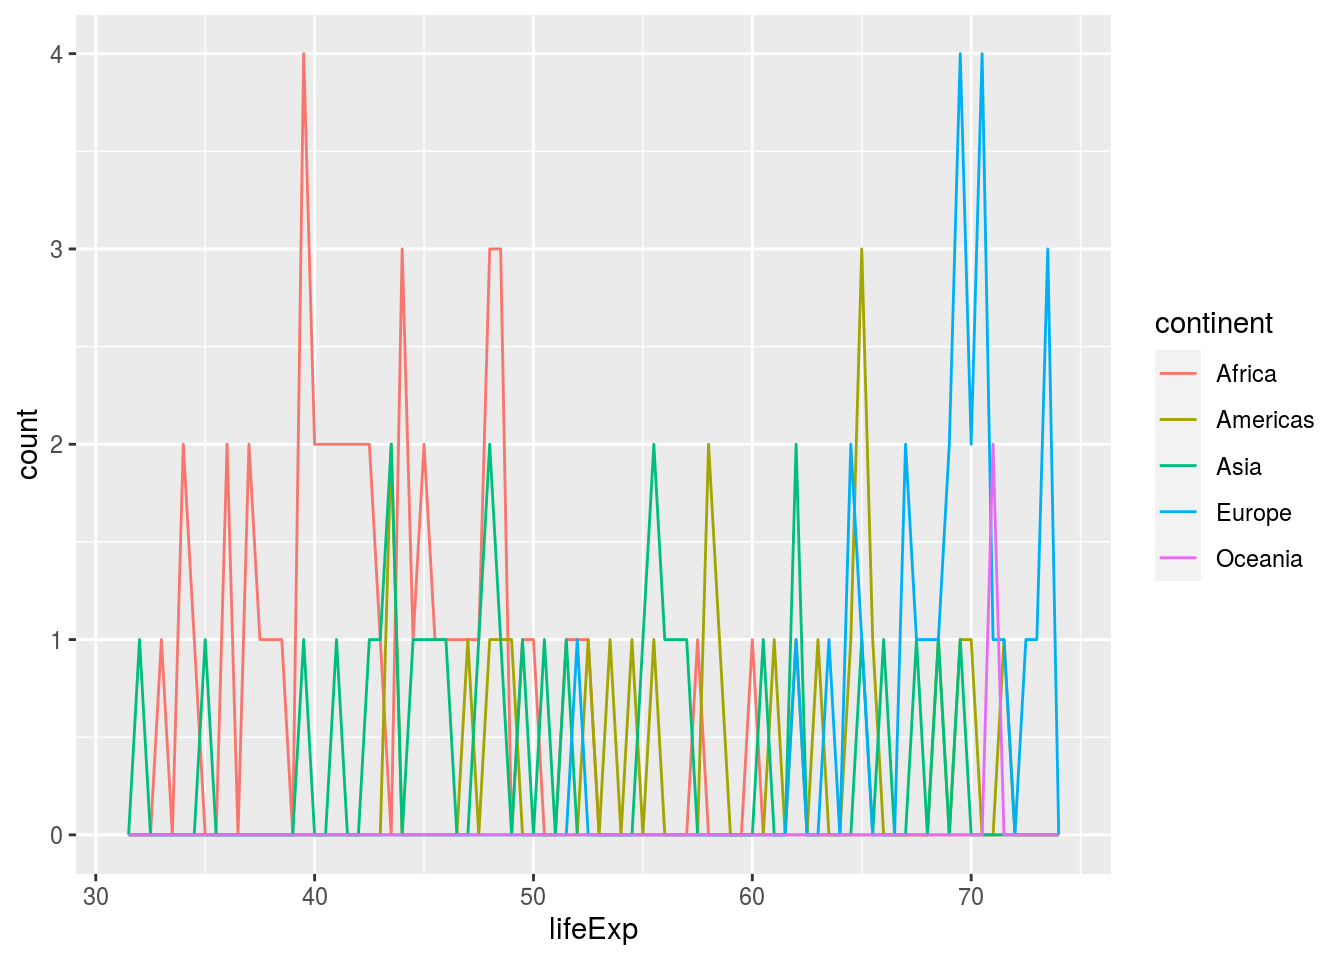 4
3
2
1
0
count
30 40 50 60 70
lifeExp
continent
Africa
Americas
Asia
Europe
Oceania